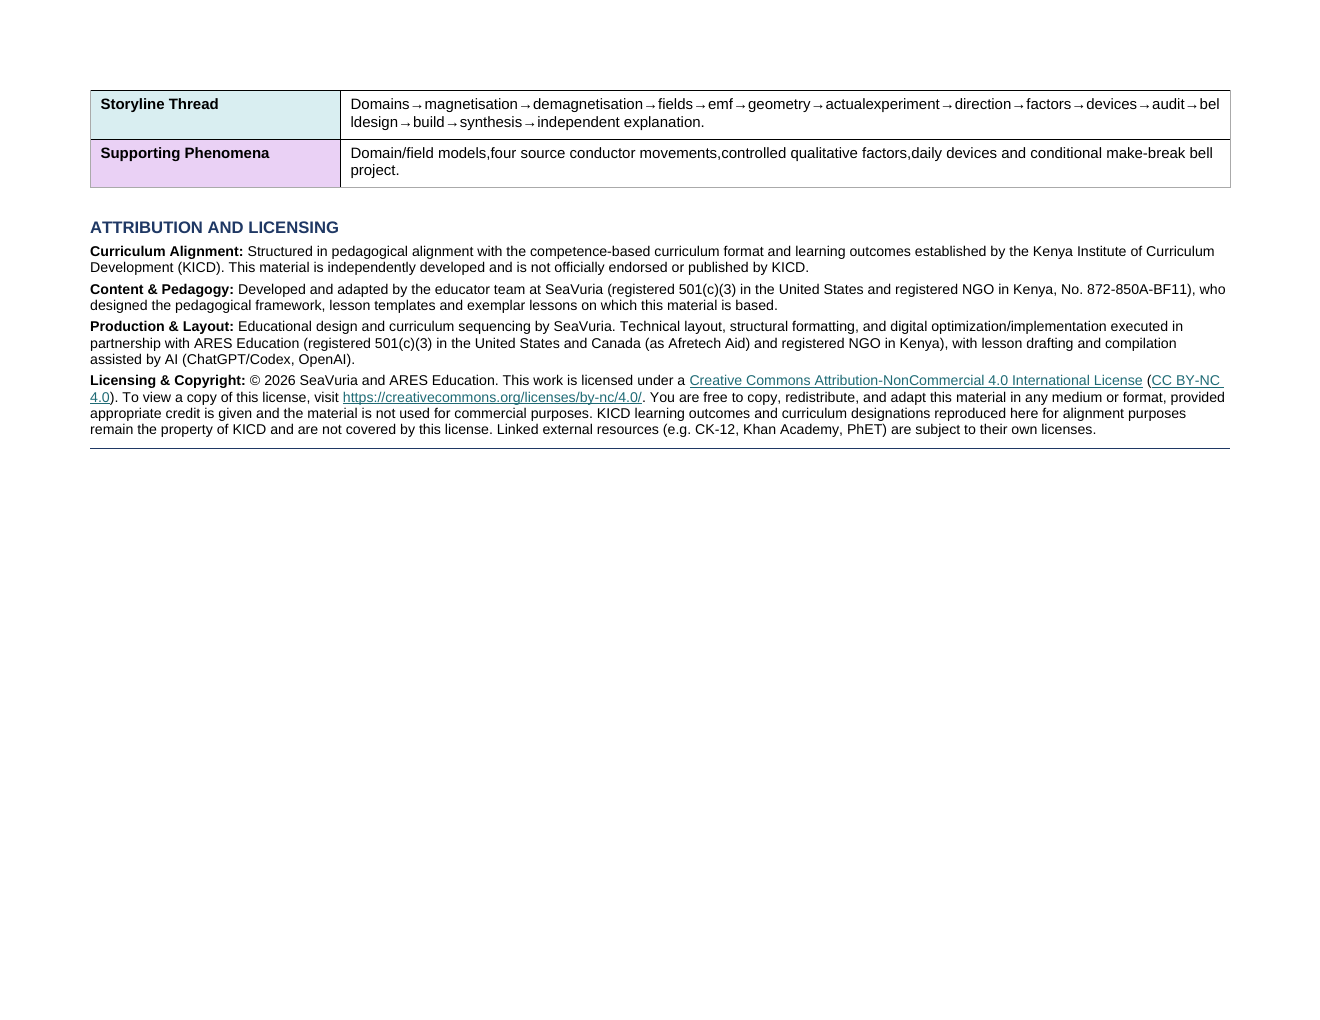 Storyline Thread
Domains→magnetisation→demagnetisation→fields→emf→geometry→actualexperiment→direction→factors→devices→audit→bel
ldesign→build→synthesis→independent explanation.
Supporting Phenomena
Domain/field models,four source conductor movements,controlled qualitative factors,daily devices and conditional make-break bell
project.
ATTRIBUTION AND LICENSING
Curriculum Alignment: Structured in pedagogical alignment with the competence-based curriculum format and learning outcomes established by the Kenya Institute of Curriculum
Development (KICD). This material is independently developed and is not officially endorsed or published by KICD.
Content & Pedagogy: Developed and adapted by the educator team at SeaVuria (registered 501(c)(3) in the United States and registered NGO in Kenya, No. 872-850A-BF11), who
designed the pedagogical framework, lesson templates and exemplar lessons on which this material is based.
Production & Layout: Educational design and curriculum sequencing by SeaVuria. Technical layout, structural formatting, and digital optimization/implementation executed in
partnership with ARES Education (registered 501(c)(3) in the United States and Canada (as Afretech Aid) and registered NGO in Kenya), with lesson drafting and compilation
assisted by AI (ChatGPT/Codex, OpenAI).
Licensing & Copyright: © 2026 SeaVuria and ARES Education. This work is licensed under a Creative Commons Attribution-NonCommercial 4.0 International License (CC BY-NC
4.0). To view a copy of this license, visit https://creativecommons.org/licenses/by-nc/4.0/. You are free to copy, redistribute, and adapt this material in any medium or format, provided
appropriate credit is given and the material is not used for commercial purposes. KICD learning outcomes and curriculum designations reproduced here for alignment purposes
remain the property of KICD and are not covered by this license. Linked external resources (e.g. CK-12, Khan Academy, PhET) are subject to their own licenses.